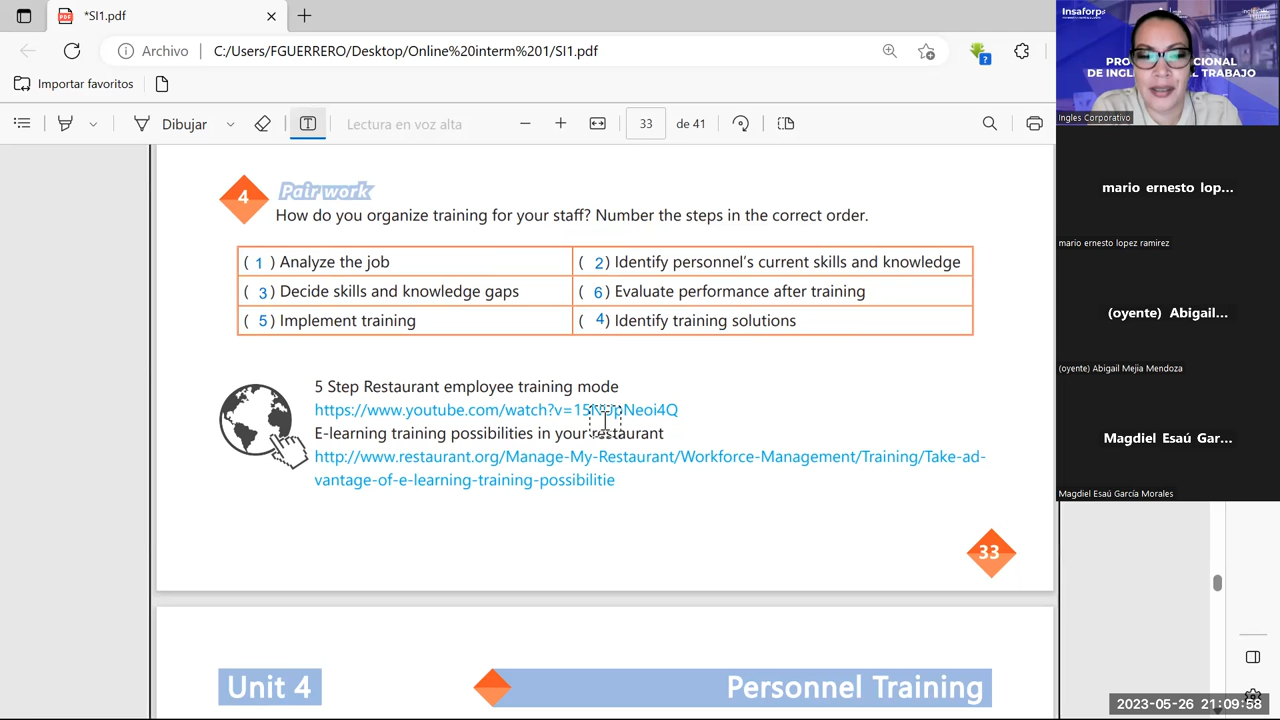 *SI1.pdf
Archivo
C:/Users/FGUERRERO/Desktop/Online%20interm%201/SI1.pdf
Importar favoritos
Dibujar
Lectura en voz alta
33
de 41
4
Pair work
How do you organize training for your staff? Number the steps in the correct order.
( 1 ) Analyze the job
( 2 ) Identify personnel's current skills and knowledge
( 3 ) Decide skills and knowledge gaps
( 6 ) Evaluate performance after training
( 5 ) Implement training
( 4 ) Identify training solutions
5 Step Restaurant employee training mode
https://www.youtube.com/watch?v=
E-learning training possibilities in your restaurant
http://www.restaurant.org/Manage-My-Restaurant/Workforce-Management/Training/Take-ad-
vantage-of-e-learning-training-possibilitie
33
Unit 4
Personnel Training
Insaforp
Ingles Corporativo
mario ernesto lop...
mario ernesto lopez ramirez
(oyente) Abigail...
(oyente) Abigail Mejia Mendoza
Magdiel Esaú Gar...
Magdiel Esaú García Morales
2023-05-26 21:09:58